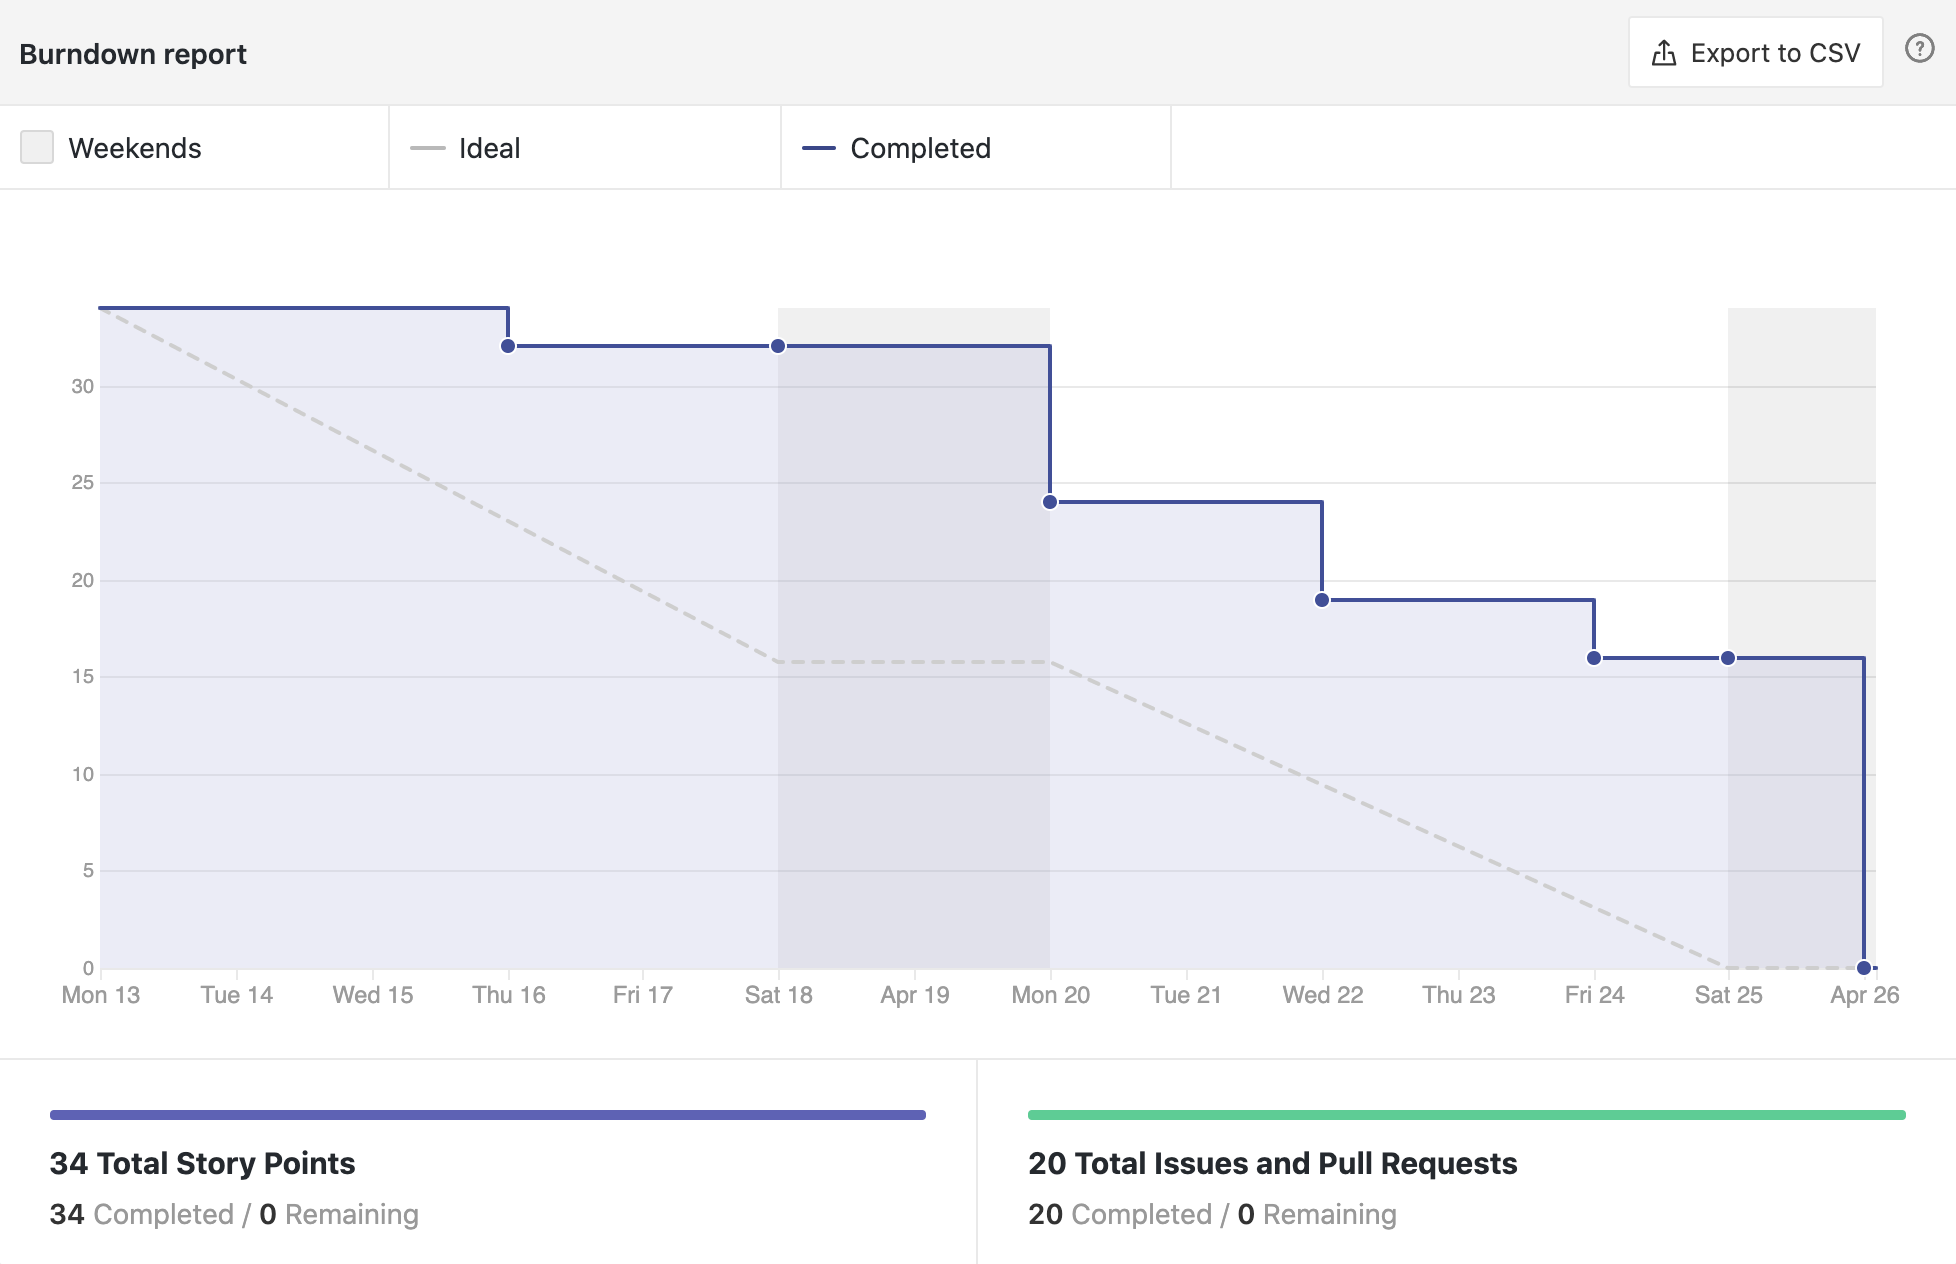 Burndown report
Export to CSV
?
Weekends
Ideal
Completed
30
25
20
15
10
5
0
Mon 13 Tue 14 Wed 15 Thu 16 Fri 17 Sat 18 Apr 19 Mon 20 Tue 21 Wed 22 Thu 23 Fri 24 Sat 25 Apr 26
34 Total Story Points
34 Completed / 0 Remaining
20 Total Issues and Pull Requests
20 Completed / 0 Remaining